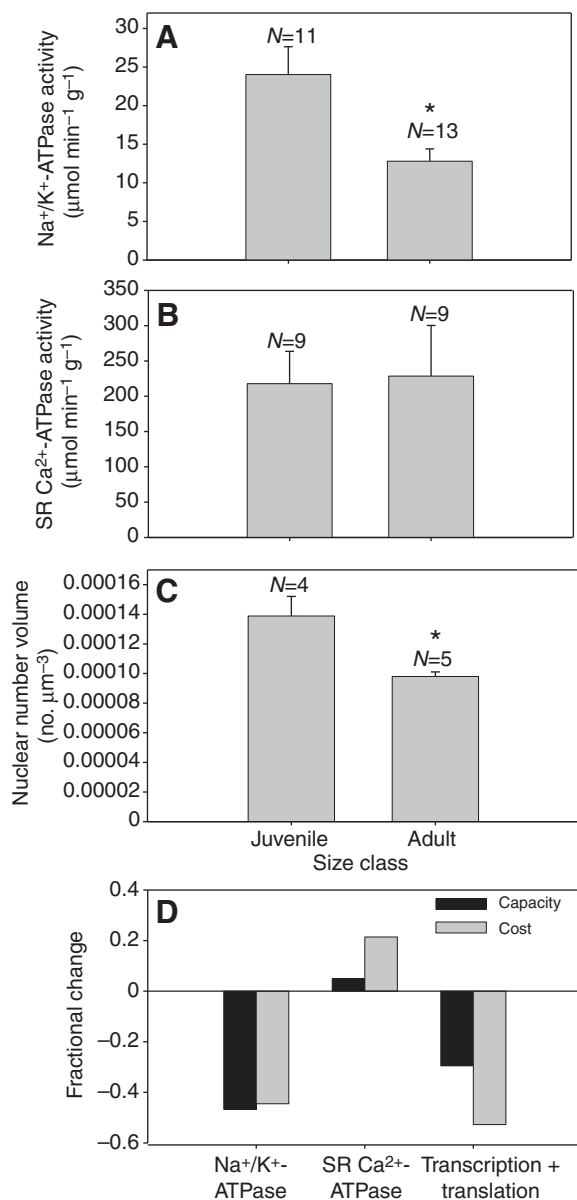 A
N=11
*
N=13
Na⁺/K⁺-ATPase activity
(µmol min⁻¹ g⁻¹)
30
25
20
15
10
5
0
B
N=9
N=9
SR Ca²⁺-ATPase activity
(µmol min⁻¹ g⁻¹)
350
300
250
200
150
100
50
0
C
N=4
*
N=5
Nuclear number volume
(no. µm⁻³)
0.00016
0.00014
0.00012
0.00010
0.00008
0.00006
0.00004
0.00002
0
Juvenile
Adult
Size class
D
Capacity
Cost
Fractional change
0.4
0.2
0
–0.2
–0.4
–0.6
Na⁺/K⁺-
ATPase
SR Ca²⁺-
ATPase
Transcription +
translation